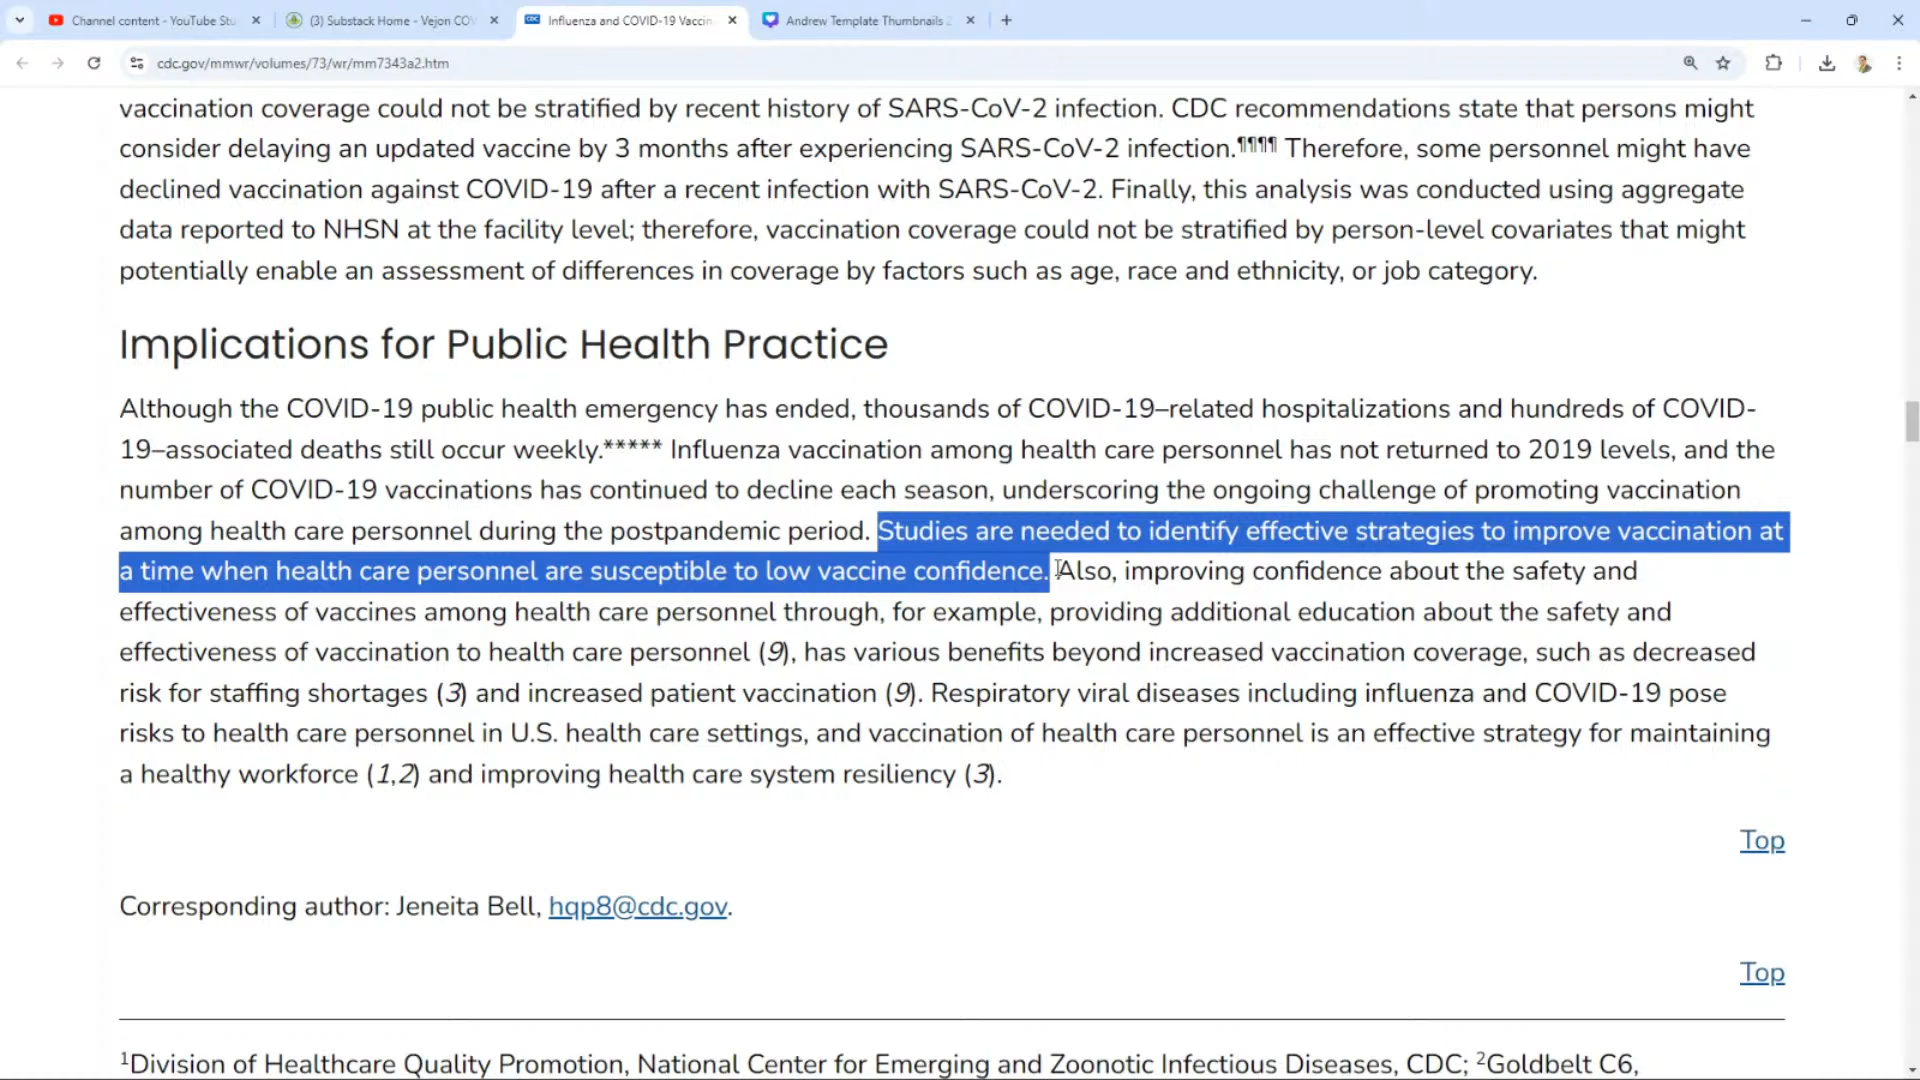 Channel content - YouTube Stu
(3) Substack Home - Vejon COV
CDC
Influenza and COVID-19 Vaccin
Andrew Template Thumbnails
cdc.gov/mmwr/volumes/73/wr/mm7343a2.htm
vaccination coverage could not be stratified by recent history of SARS-CoV-2 infection. CDC recommendations state that persons might
consider delaying an updated vaccine by 3 months after experiencing SARS-CoV-2 infection.¶¶¶¶ Therefore, some personnel might have
declined vaccination against COVID-19 after a recent infection with SARS-CoV-2. Finally, this analysis was conducted using aggregate
data reported to NHSN at the facility level; therefore, vaccination coverage could not be stratified by person-level covariates that might
potentially enable an assessment of differences in coverage by factors such as age, race and ethnicity, or job category.
Implications for Public Health Practice
Although the COVID-19 public health emergency has ended, thousands of COVID-19–related hospitalizations and hundreds of COVID-
19–associated deaths still occur weekly.***** Influenza vaccination among health care personnel has not returned to 2019 levels, and the
number of COVID-19 vaccinations has continued to decline each season, underscoring the ongoing challenge of promoting vaccination
among health care personnel during the postpandemic period. Studies are needed to identify effective strategies to improve vaccination at
a time when health care personnel are susceptible to low vaccine confidence. Also, improving confidence about the safety and
effectiveness of vaccines among health care personnel through, for example, providing additional education about the safety and
effectiveness of vaccination to health care personnel (9), has various benefits beyond increased vaccination coverage, such as decreased
risk for staffing shortages (3) and increased patient vaccination (9). Respiratory viral diseases including influenza and COVID-19 pose
risks to health care personnel in U.S. health care settings, and vaccination of health care personnel is an effective strategy for maintaining
a healthy workforce (1,2) and improving health care system resiliency (3).
Top
Corresponding author: Jeneita Bell, hqp8@cdc.gov.
Top
¹Division of Healthcare Quality Promotion, National Center for Emerging and Zoonotic Infectious Diseases, CDC; ²Goldbelt C6,